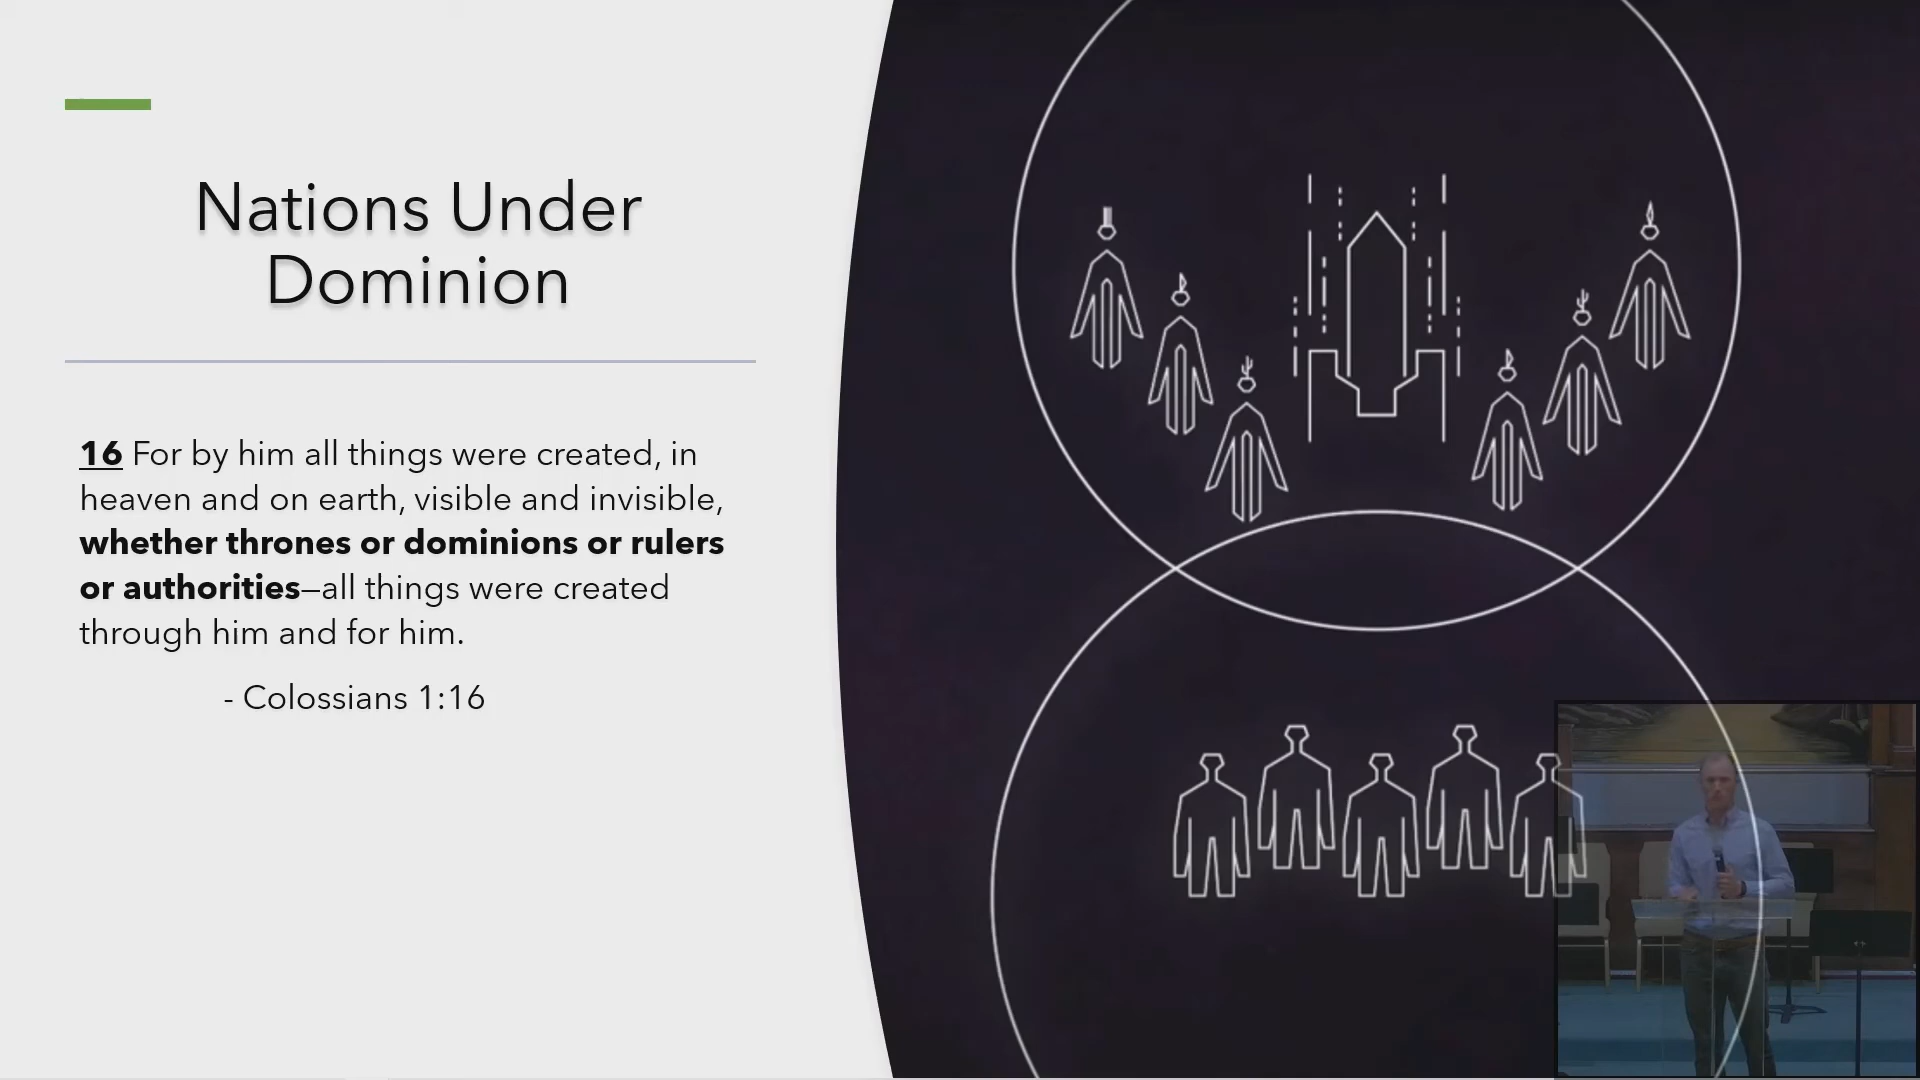 Nations Under
Dominion
16 For by him all things were created, in
heaven and on earth, visible and invisible,
whether thrones or dominions or rulers
or authorities—all things were created
through him and for him.
- Colossians 1:16